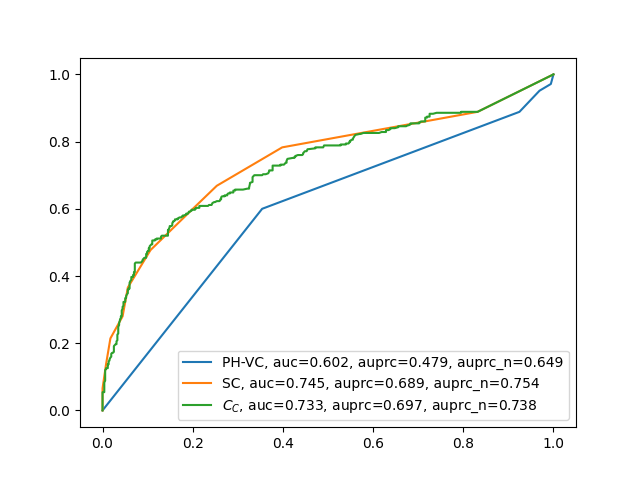 1.0
0.8
0.6
0.4
0.2
0.0
PH-VC, auc=0.602, auprc=0.479, auprc_n=0.649
SC, auc=0.745, auprc=0.689, auprc_n=0.754
C_C, auc=0.733, auprc=0.697, auprc_n=0.738
0.0 0.2 0.4 0.6 0.8 1.0